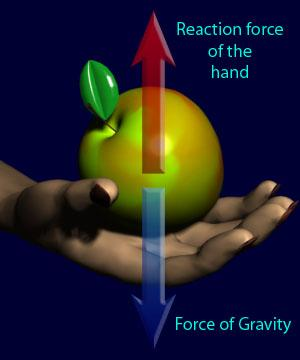 Reaction force
of the
hand
Force of Gravity